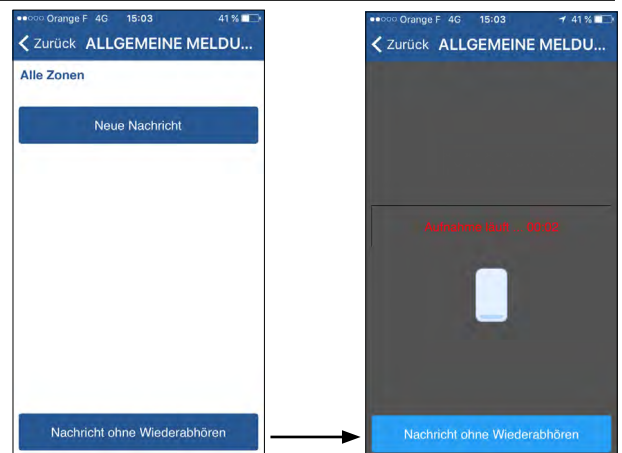 ●●○○○ Orange F 4G 15:03 41 %
Zurück ALLGEMEINE MELDU...
Alle Zonen
Neue Nachricht
Nachricht ohne Wiederabhören
●●○○○ Orange F 4G 15:03 41 %
Zurück ALLGEMEINE MELDU...
Aufnahme läuft ... 00:02
Nachricht ohne Wiederabhören